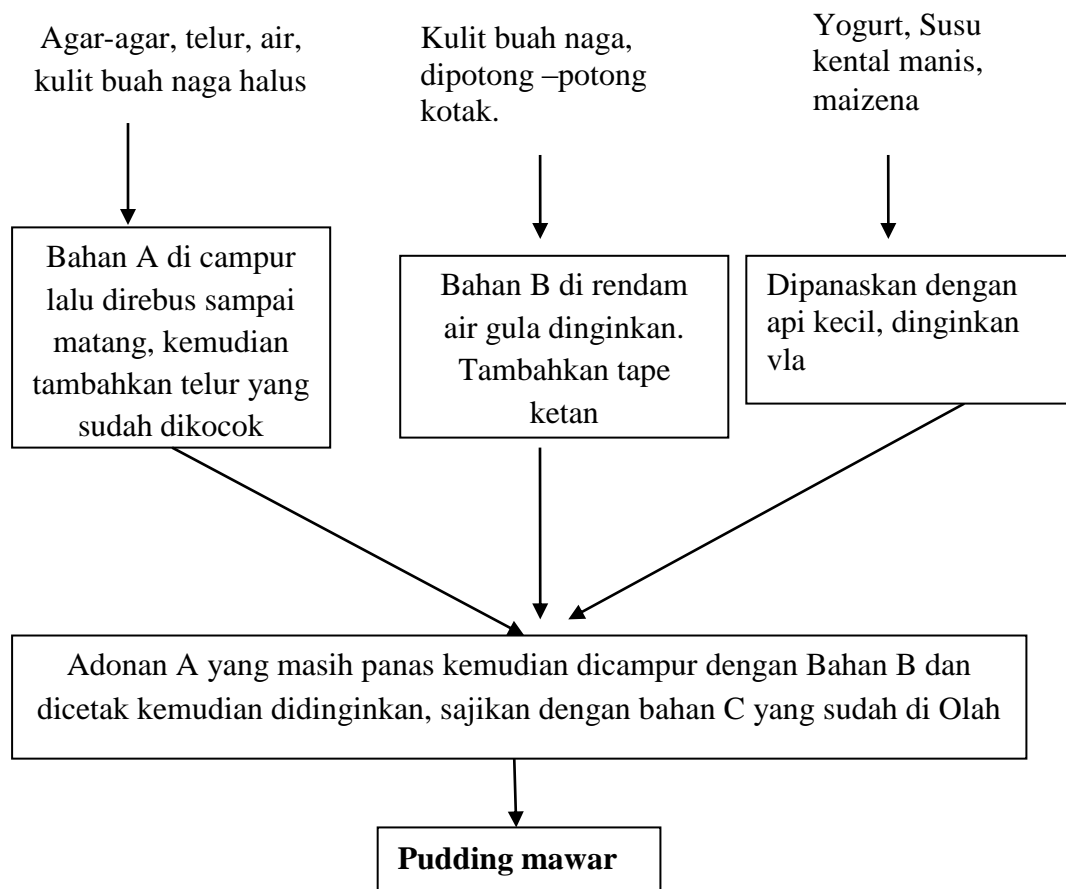 Agar-agar, telur, air,
kulit buah naga halus
Kulit buah naga,
dipotong –potong
kotak.
Yogurt, Susu
kental manis,
maizena
Bahan A di campur
lalu direbus sampai
matang, kemudian
tambahkan telur yang
sudah dikocok
Bahan B di rendam
air gula dinginkan.
Tambahkan tape
ketan
Dipanaskan dengan
api kecil, dinginkan
vla
Adonan A yang masih panas kemudian dicampur dengan Bahan B dan
dicetak kemudian didinginkan, sajikan dengan bahan C yang sudah di Olah
Pudding mawar